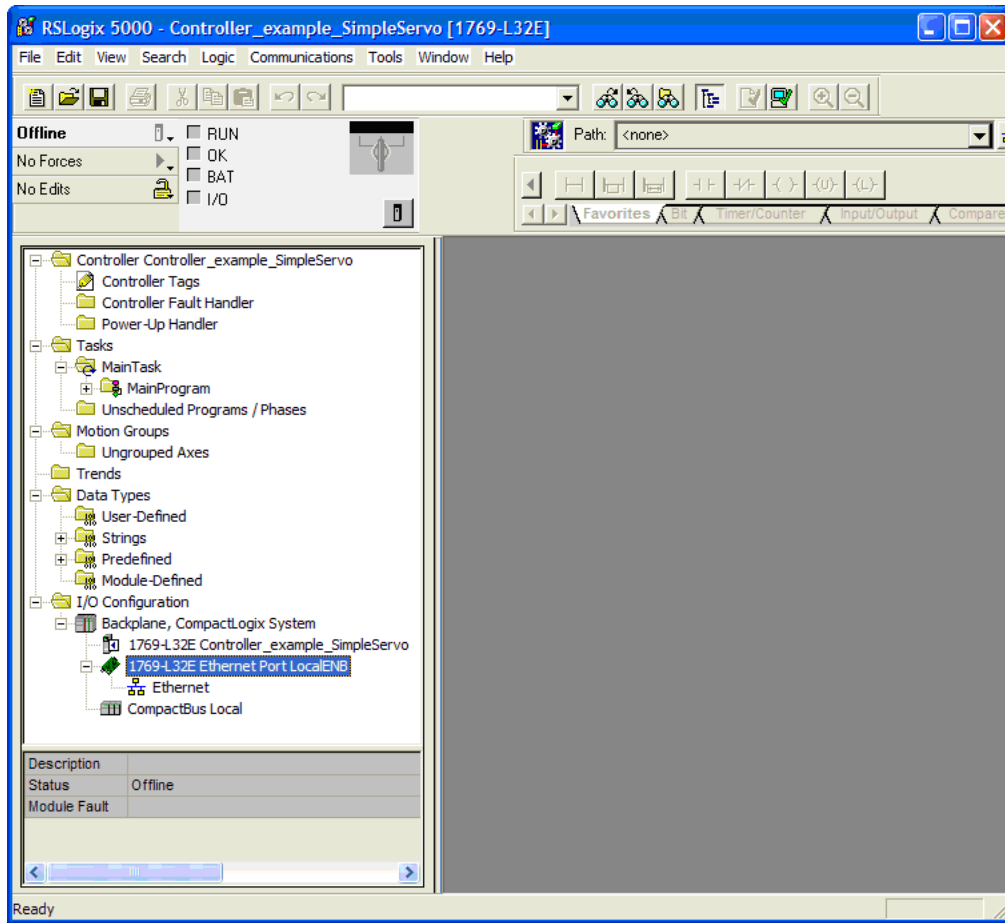 RSLogix 5000 - Controller_example_SimpleServo [1769-L32E]
File Edit View Search Logic Communications Tools Window Help
Offline
RUN
Path: <none>
No Forces
OK
No Edits
BAT
I/O
Favorites Bit Timer/Counter Input/Output Compare
Controller Controller_example_SimpleServo
Controller Tags
Controller Fault Handler
Power-Up Handler
Tasks
MainTask
MainProgram
Unscheduled Programs / Phases
Motion Groups
Ungrouped Axes
Trends
Data Types
User-Defined
Strings
Predefined
Module-Defined
I/O Configuration
Backplane, CompactLogix System
1769-L32E Controller_example_SimpleServo
1769-L32E Ethernet Port LocalENB
Ethernet
CompactBus Local
Description
Status Offline
Module Fault
Ready